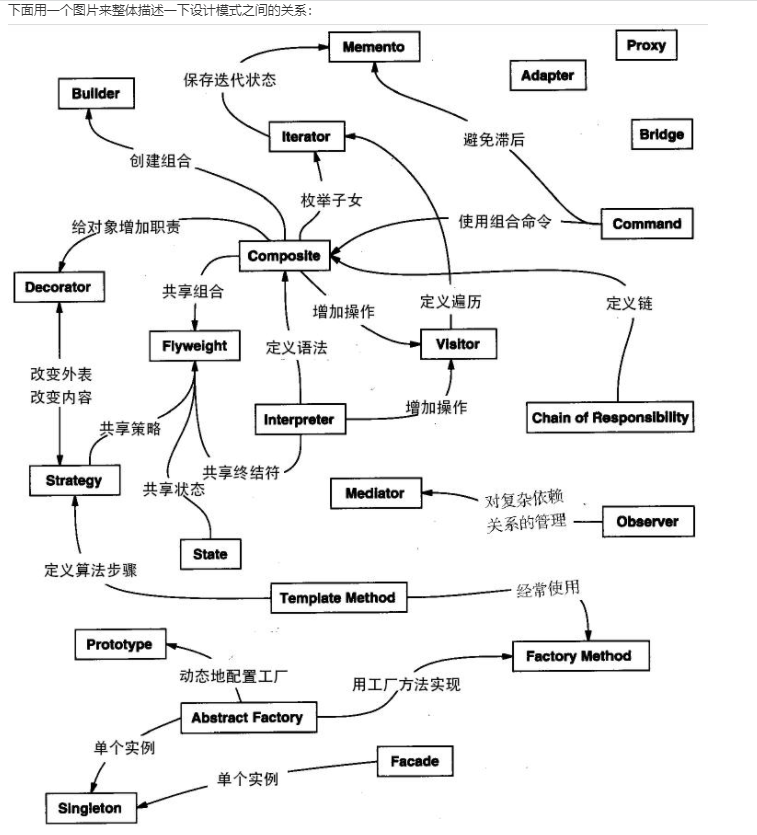 下面用一个图片来整体描述一下设计模式之间的关系：
Memento
Proxy
Adapter
保存迭代状态
Builder
Iterator
Bridge
避免滞后
创建组合
枚举子女
给对象增加职责
使用组合命令
Command
Composite
Decorator
共享组合
增加操作
定义遍历
定义链
Flyweight
定义语法
Visitor
改变外表
改变内容
增加操作
Interpreter
Chain of Responsibility
共享策略
共享终结符
Strategy
共享状态
Mediator
对复杂依赖
关系的管理
Observer
State
定义算法步骤
Template Method
经常使用
Prototype
Factory Method
动态地配置工厂
用工厂方法实现
Abstract Factory
单个实例
Facade
单个实例
Singleton